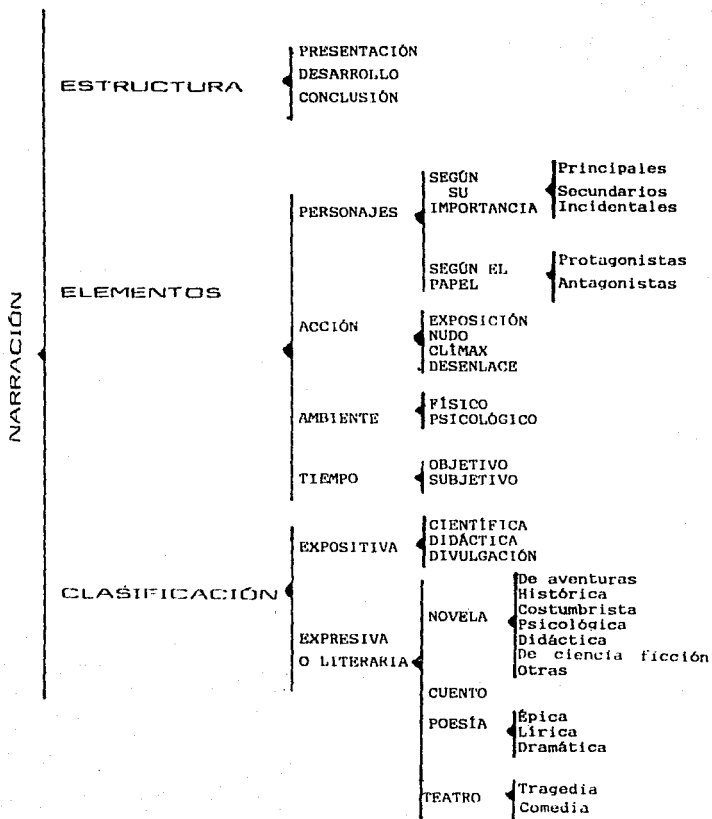 NARRACIÓN
ESTRUCTURA
PRESENTACIÓN
DESARROLLO
CONCLUSIÓN
ELEMENTOS
PERSONAJES
SEGÚN
SU
IMPORTANCIA
Principales
Secundarios
Incidentales
SEGÚN EL
PAPEL
Protagonistas
Antagonistas
ACCIÓN
EXPOSICIÓN
NUDO
CLÍMAX
DESENLACE
AMBIENTE
FÍSICO
PSICOLÓGICO
TIEMPO
OBJETIVO
SUBJETIVO
CLASIFICACIÓN
EXPOSITIVA
CIENTÍFICA
DIDÁCTICA
DIVULGACIÓN
EXPRESIVA
O LITERARIA
NOVELA
De aventuras
Histórica
Costumbrista
Psicológica
Didáctica
De ciencia ficción
Otras
CUENTO
POESÍA
Épica
Lírica
Dramática
TEATRO
Tragedia
Comedia